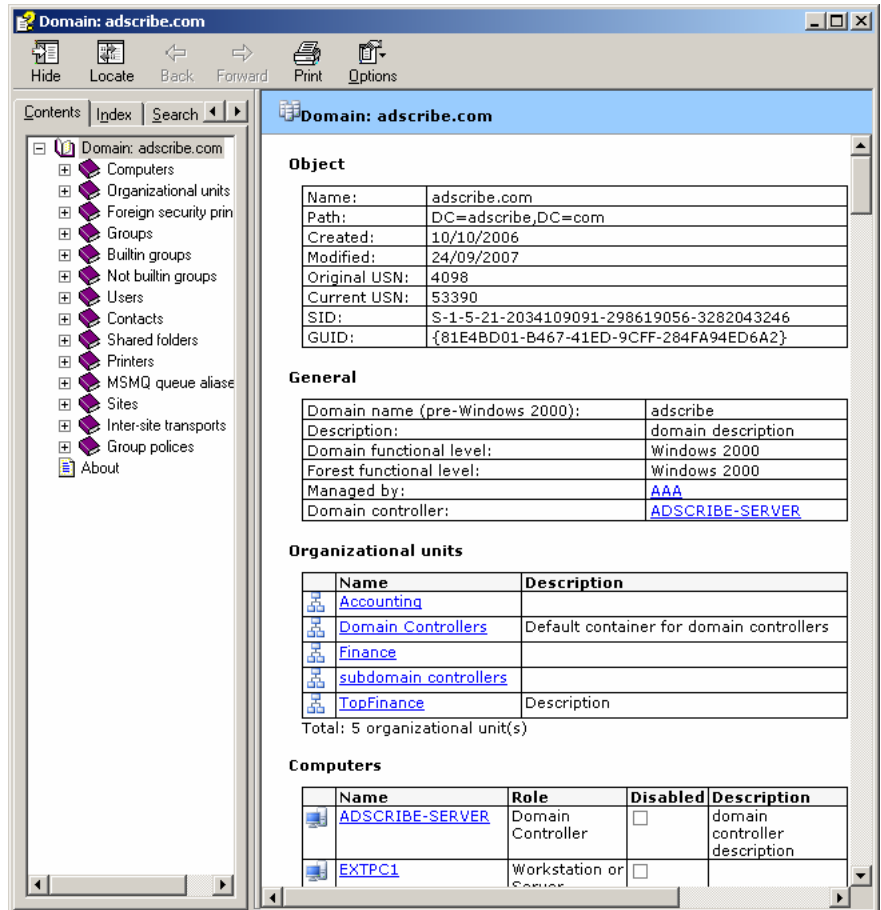 Domain: adscribe.com
Hide Locate Back Forward Print Options
Contents Index Search
Domain: adscribe.com
Computers
Organizational units
Foreign security prin
Groups
Builtin groups
Not builtin groups
Users
Contacts
Shared folders
Printers
MSMQ queue aliase
Sites
Inter-site transports
Group polices
About
Domain: adscribe.com
Object
Name: adscribe.com
Path: DC=adscribe,DC=com
Created: 10/10/2006
Modified: 24/09/2007
Original USN: 4098
Current USN: 53390
SID: S-1-5-21-2034109091-298619056-3282043246
GUID: {81E4BD01-B467-41ED-9CFF-284FA94ED6A2}
General
Domain name (pre-Windows 2000): adscribe
Description: domain description
Domain functional level: Windows 2000
Forest functional level: Windows 2000
Managed by: AAA
Domain controller: ADSCRIBE-SERVER
Organizational units
Name Description
Accounting
Domain Controllers Default container for domain controllers
Finance
subdomain controllers
TopFinance Description
Total: 5 organizational unit(s)
Computers
Name Role Disabled Description
ADSCRIBE-SERVER Domain Controller domain controller description
EXTPC1 Workstation or Server